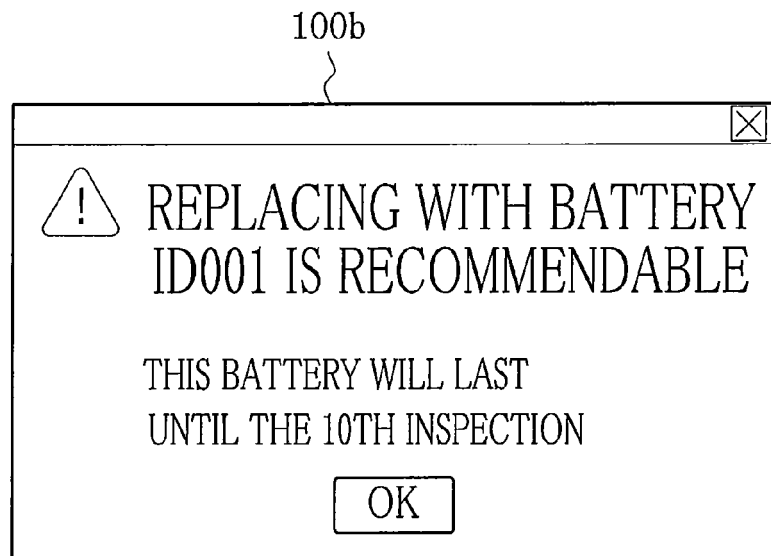 100b
! REPLACING WITH BATTERY
ID001 IS RECOMMENDABLE
THIS BATTERY WILL LAST
UNTIL THE 10TH INSPECTION
OK